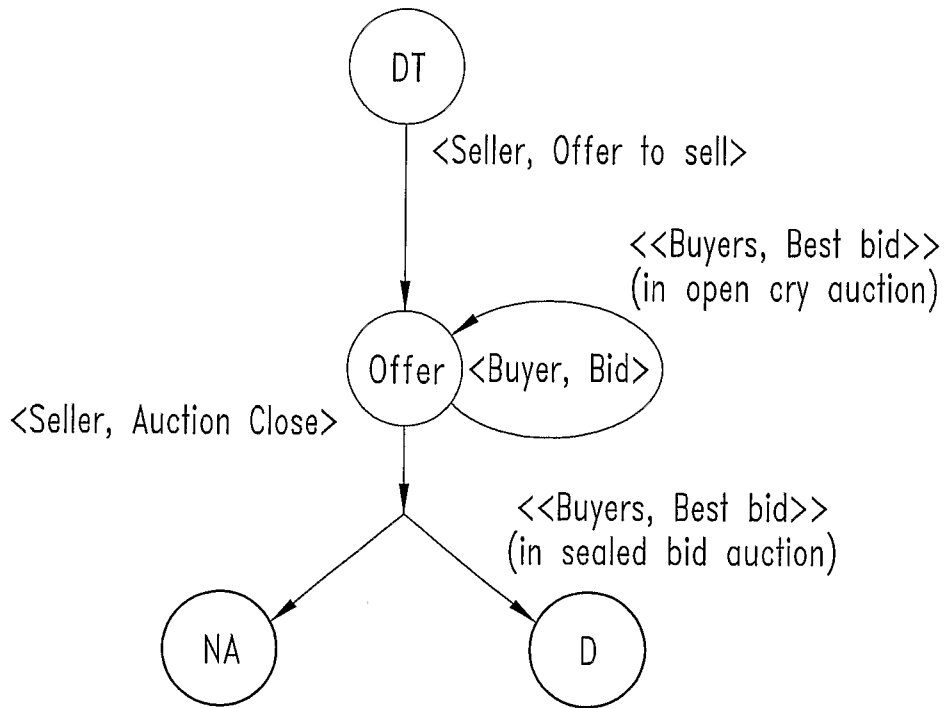 DT
<Seller, Offer to sell>
<<Buyers, Best bid>>
(in open cry auction)
Offer
<Buyer, Bid>
<Seller, Auction Close>
<<Buyers, Best bid>>
(in sealed bid auction)
NA
D